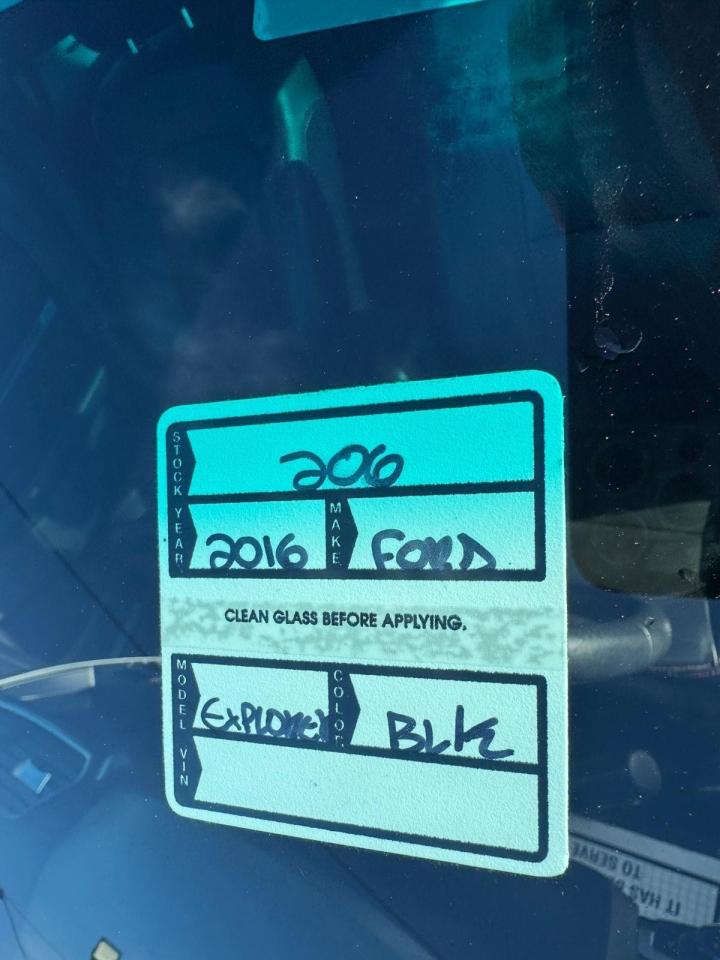 STOCK 206
YEAR 2016 MAKE FORD
CLEAN GLASS BEFORE APPLYING.
MODEL EXPLORER COLOR BLK
VIN
IT HAS
TO SERVE